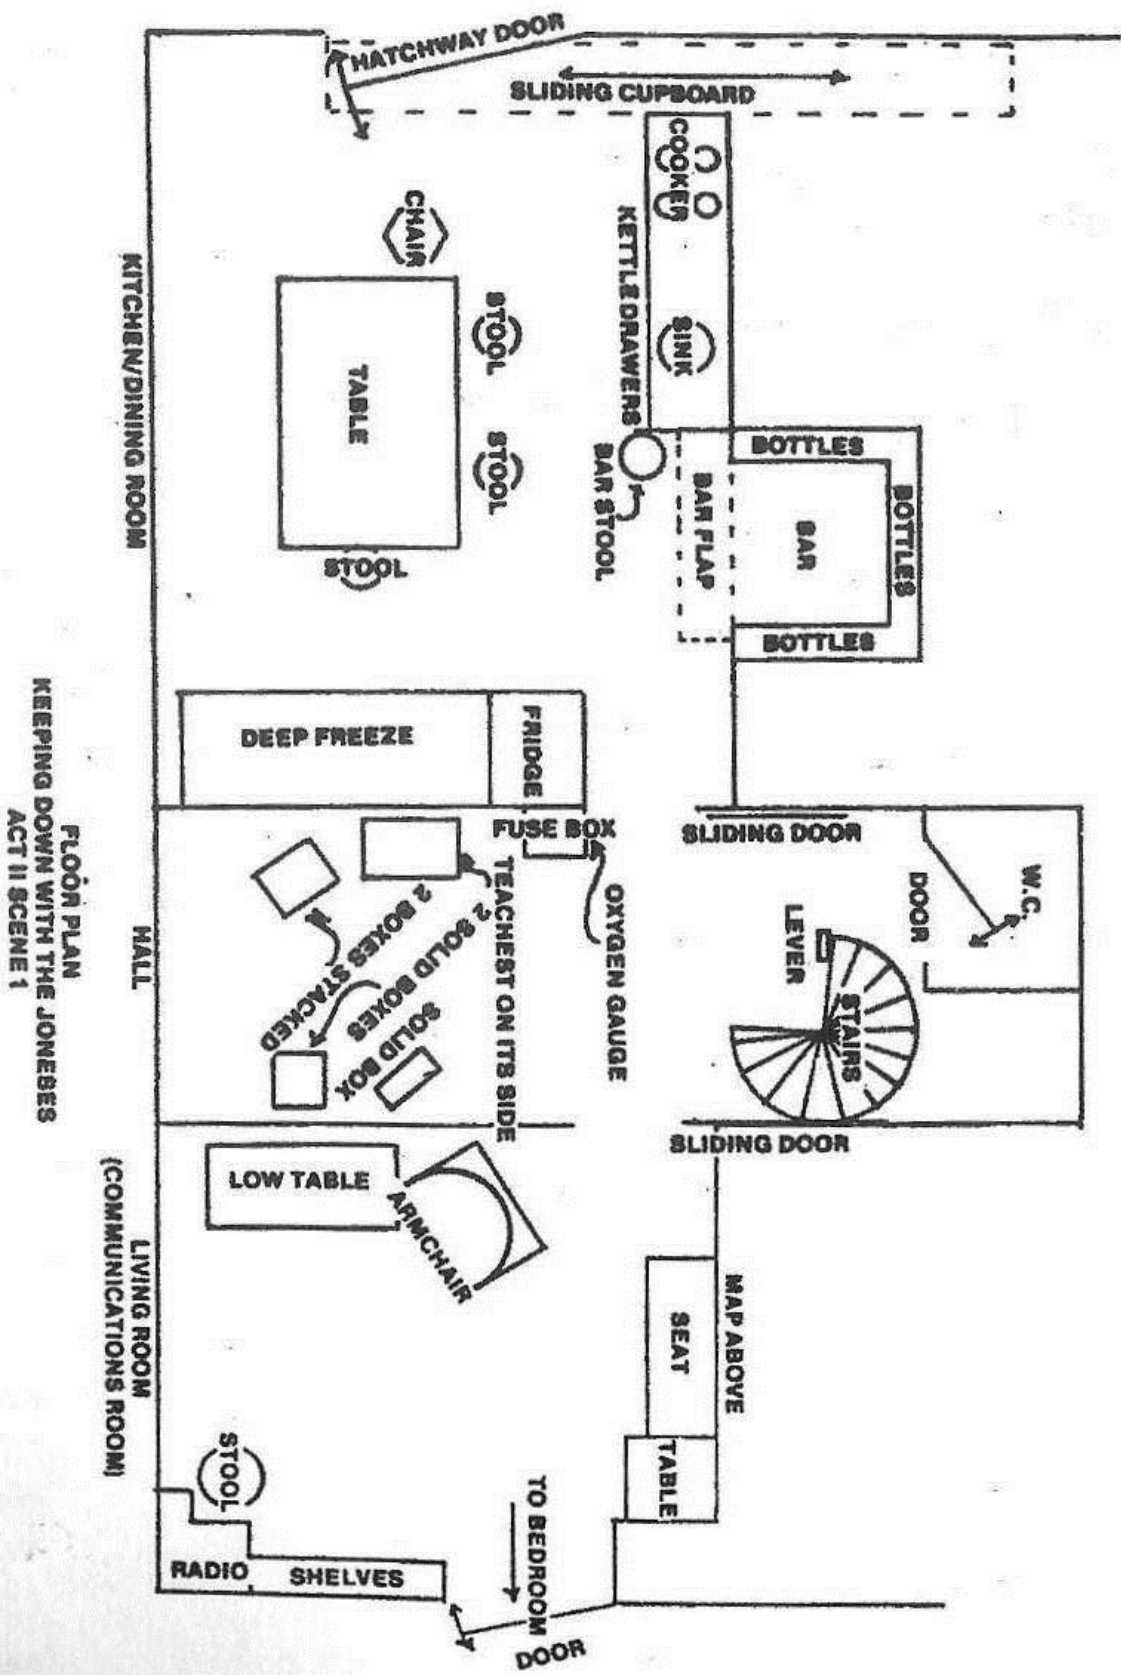 HATCHWAY DOOR
SLIDING CUPBOARD
COOKER
KETTLE DRAWERS
SINK
CHAIR
STOOL
STOOL
TABLE
STOOL
KITCHEN/DINING ROOM
BAR STOOL
BAR FLAP
BOTTLES
BAR
BOTTLES
BOTTLES
DEEP FREEZE
FRIDGE
FUSE BOX
OXYGEN GAUGE
SLIDING DOOR
W.C.
DOOR
LEVER
STAIRS
TEACHEST ON ITS SIDE
2 BOXES STACKED
2 SOLID BOXES
SOLID BOX
HALL
SLIDING DOOR
LOW TABLE
ARMCHAIR
SEAT
MAP ABOVE
TABLE
STOOL
LIVING ROOM
(COMMUNICATIONS ROOM)
RADIO
SHELVES
TO BEDROOM
DOOR
FLOOR PLAN
KEEPING DOWN WITH THE JONESES
ACT II SCENE 1